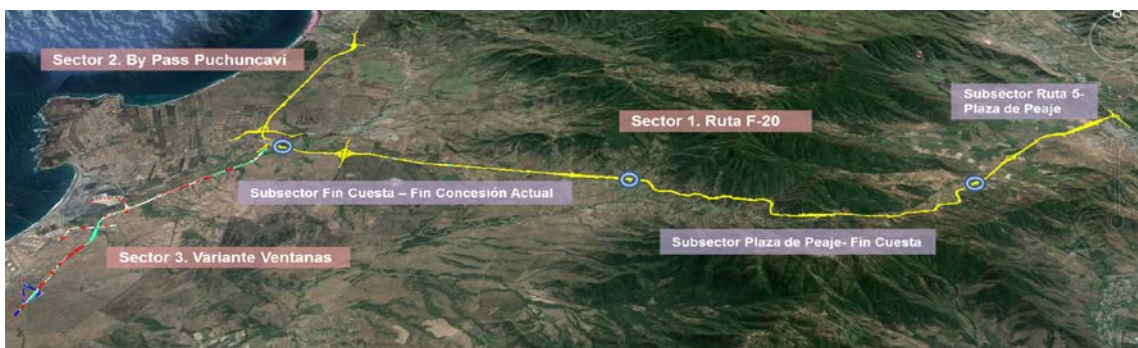 Sector 2. By Pass Puchuncaví
Sector 1. Ruta F-20
Subsector Ruta 5-
Plaza de Peaje
Subsector Fin Cuesta – Fin Concesión Actual
Subsector Plaza de Peaje- Fin Cuesta
Sector 3. Variante Ventanas